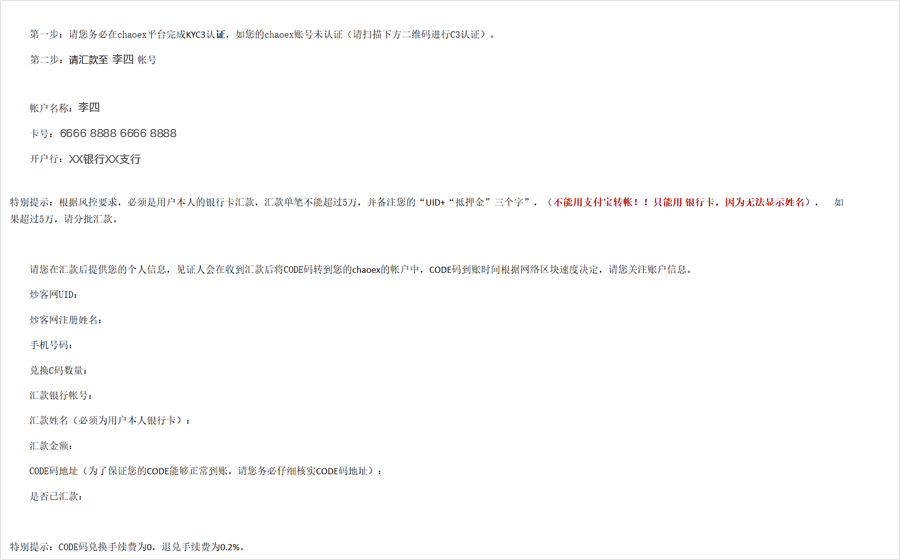 第一步：请您务必在chaoex平台完成KYC3认证，如您的chaoex账号未认证（请扫描下方二维码进行C3认证）。
第二步：请汇款至 李四 帐号
帐户名称：李四
卡号：6666 8888 6666 8888
开户行：XX银行XX支行
特别提示：根据风控要求，必须是用户本人的银行卡汇款，汇款单笔不能超过5万，并备注您的“UID+“抵押金”三个字”，（不能用支付宝转帐！！只能用 银行卡，因为无法显示姓名）， 如
果超过5万，请分批汇款。
请您在汇款后提供您的个人信息，见证人会在收到汇款后将CODE码转到您的chaoex的帐户中，CODE码到账时间根据网络区块速度决定，请您关注账户信息。
炒客网UID：
炒客网注册姓名：
手机号码：
兑换C码数量：
汇款银行帐号：
汇款姓名（必须为用户本人银行卡）：
汇款金额：
CODE码地址（为了保证您的CODE能够正常到账，请您务必仔细核实CODE码地址）：
是否已汇款：
特别提示：CODE码兑换手续费为0，退兑手续费为0.2%。